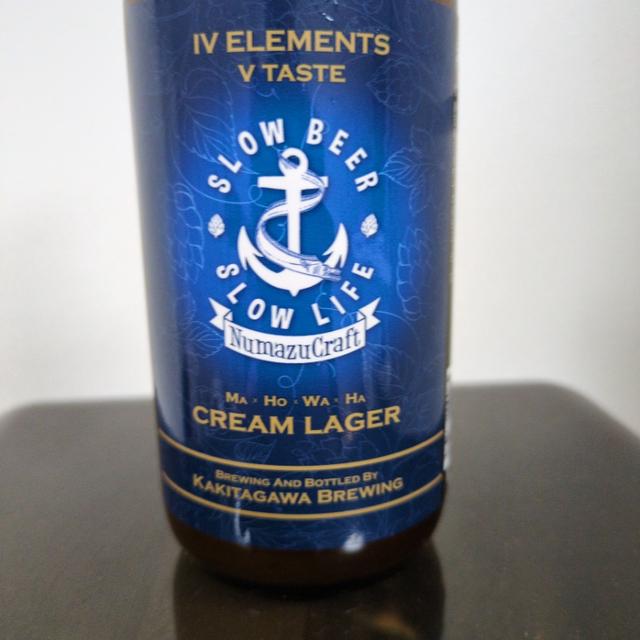 IV ELEMENTS
V TASTE
SLOW BEER
SLOW LIFE
NumazuCraft
MA · HO · WA · HA
CREAM LAGER
BREWING AND BOTTLED BY
KAKITAGAWA BREWING